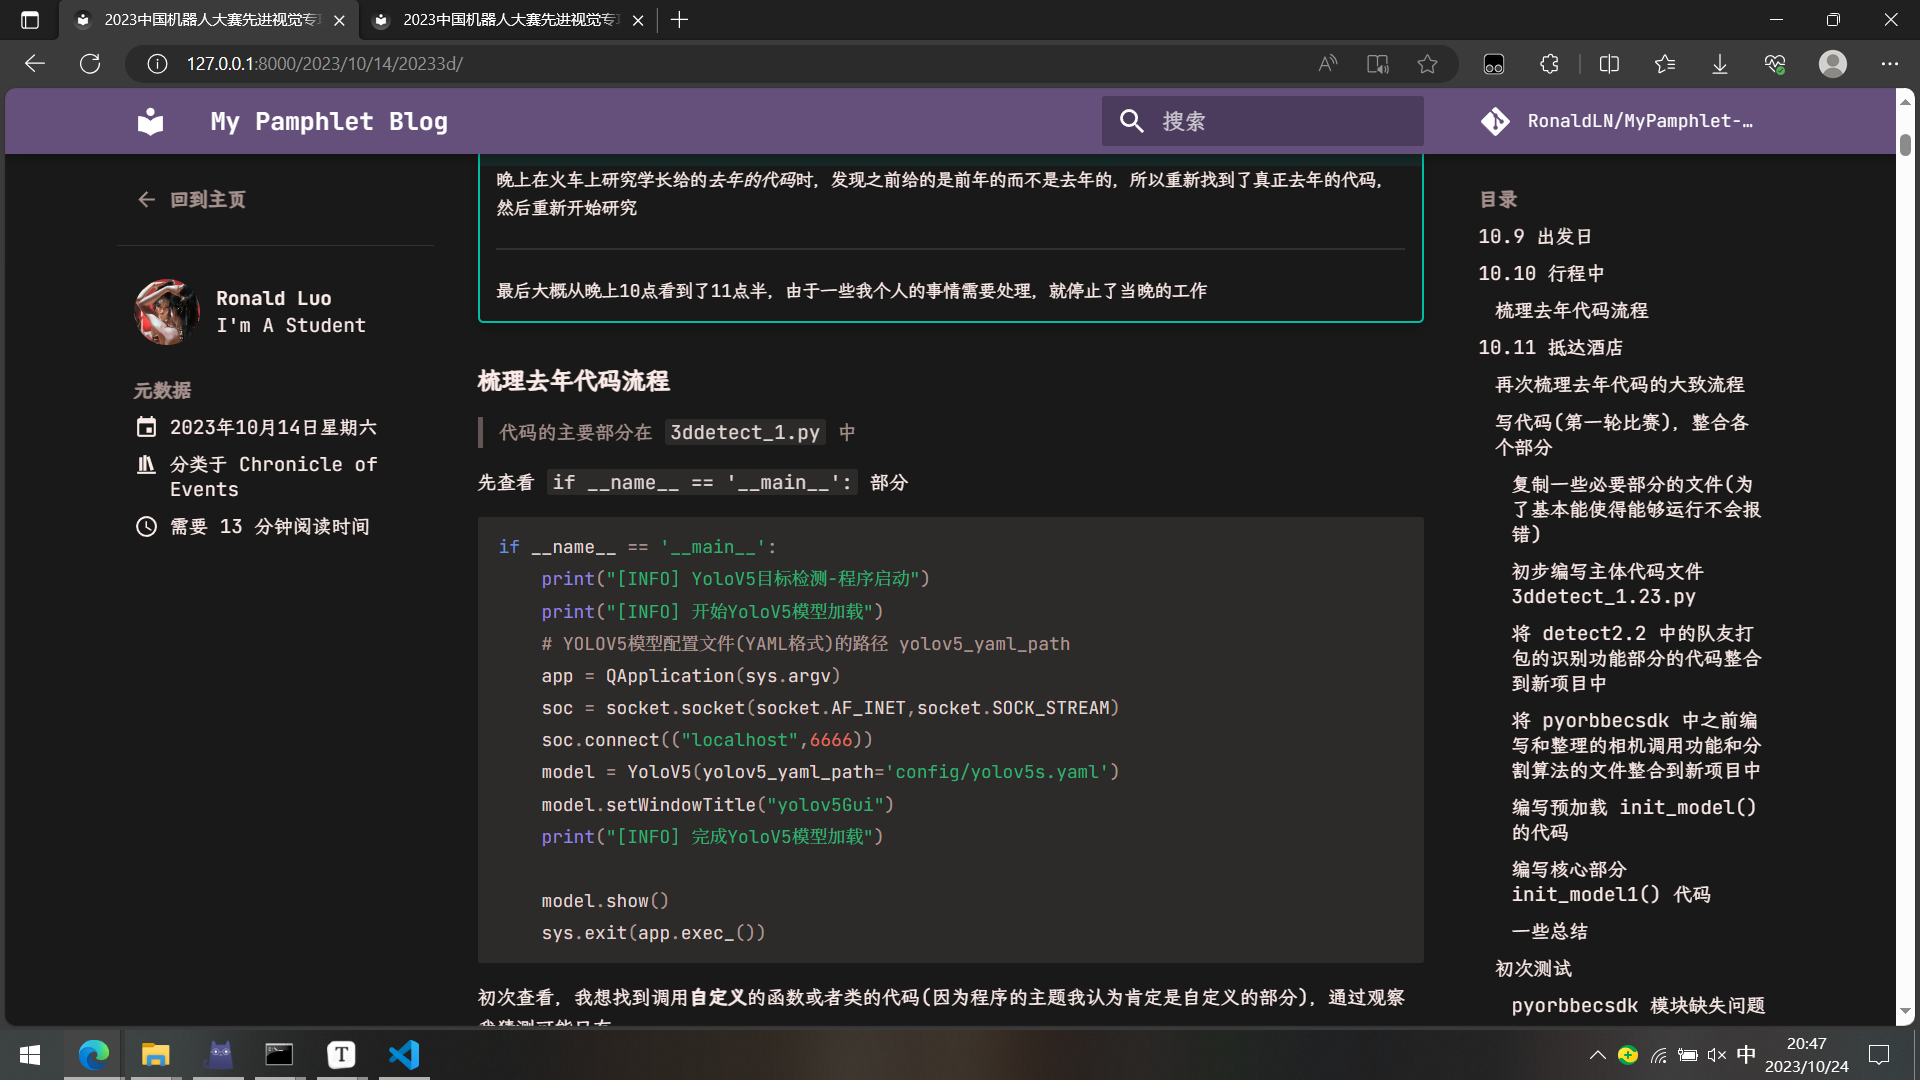 2023中国机器人大赛先进视觉专项
2023中国机器人大赛先进视觉专项
127.0.0.1:8000/2023/10/14/20233d/
My Pamphlet Blog
搜索
RonaldLN/MyPamphlet-…
回到主页
Ronald Luo
I'm A Student
元数据
2023年10月14日星期六
分类于 Chronicle of
Events
需要 13 分钟阅读时间
晚上在火车上研究学长给的去年的代码时，发现之前给的是前年的而不是去年的，所以重新找到了真正去年的代码，
然后重新开始研究
最后大概从晚上10点看到了11点半，由于一些我个人的事情需要处理，就停止了当晚的工作
梳理去年代码流程
代码的主要部分在 3ddetect_1.py 中
先查看 if __name__ == '__main__': 部分
if __name__ == '__main__':
    print("[INFO] YoloV5目标检测-程序启动")
    print("[INFO] 开始YoloV5模型加载")
    # YOLOV5模型配置文件(YAML格式)的路径 yolov5_yaml_path
    app = QApplication(sys.argv)
    soc = socket.socket(socket.AF_INET,socket.SOCK_STREAM)
    soc.connect(("localhost",6666))
    model = YoloV5(yolov5_yaml_path='config/yolov5s.yaml')
    model.setWindowTitle("yolov5Gui")
    print("[INFO] 完成YoloV5模型加载")
    model.show()
    sys.exit(app.exec_())
初次查看，我想找到调用自定义的函数或者类的代码(因为程序的主题我认为肯定是自定义的部分)，通过观察
目录
10.9 出发日
10.10 行程中
梳理去年代码流程
10.11 抵达酒店
再次梳理去年代码的大致流程
写代码(第一轮比赛)，整合各
个部分
复制一些必要部分的文件(为
了基本能使得能够运行不会报
错)
初步编写主体代码文件
3ddetect_1.23.py
将 detect2.2 中的队友打
包的识别功能部分的代码整合
到新项目中
将 pyorbbecsdk 中之前编
写和整理的相机调用功能和分
割算法的文件整合到新项目中
编写预加载 init_model()
的代码
编写核心部分
init_model1() 代码
一些总结
初次测试
pyorbbecsdk 模块缺失问题
T
中
20:47
2023/10/24